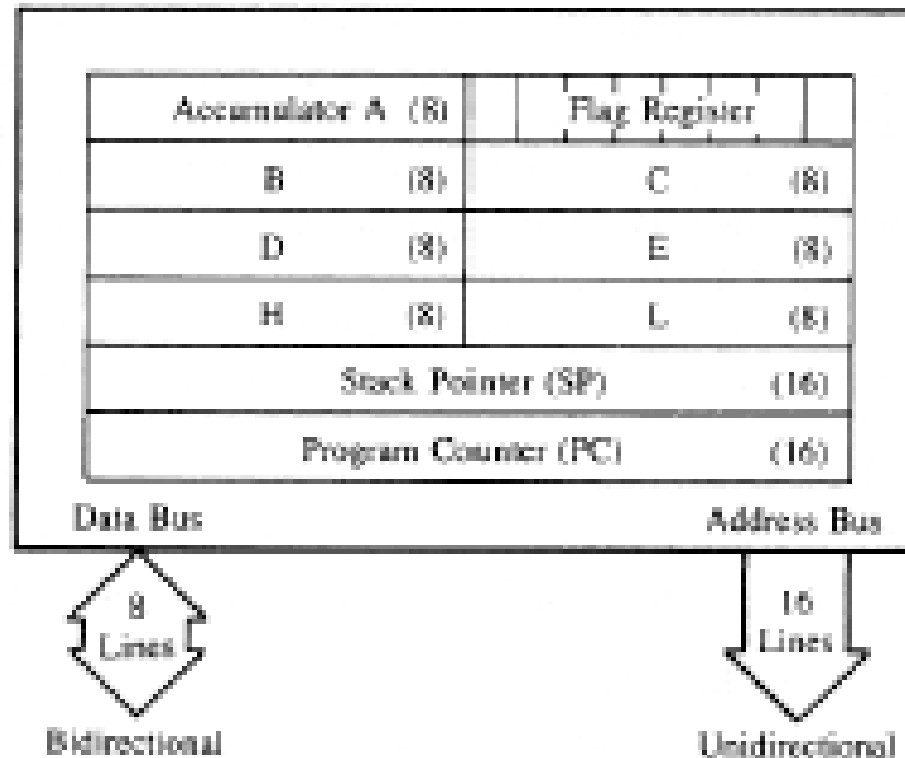 Accumulator A (8) Flag Register
B (8) C (8)
D (8) E (8)
H (8) L (8)
Stack Pointer (SP) (16)
Program Counter (PC) (16)
Data Bus Address Bus
8 Lines 16 Lines
Bidirectional Unidirectional